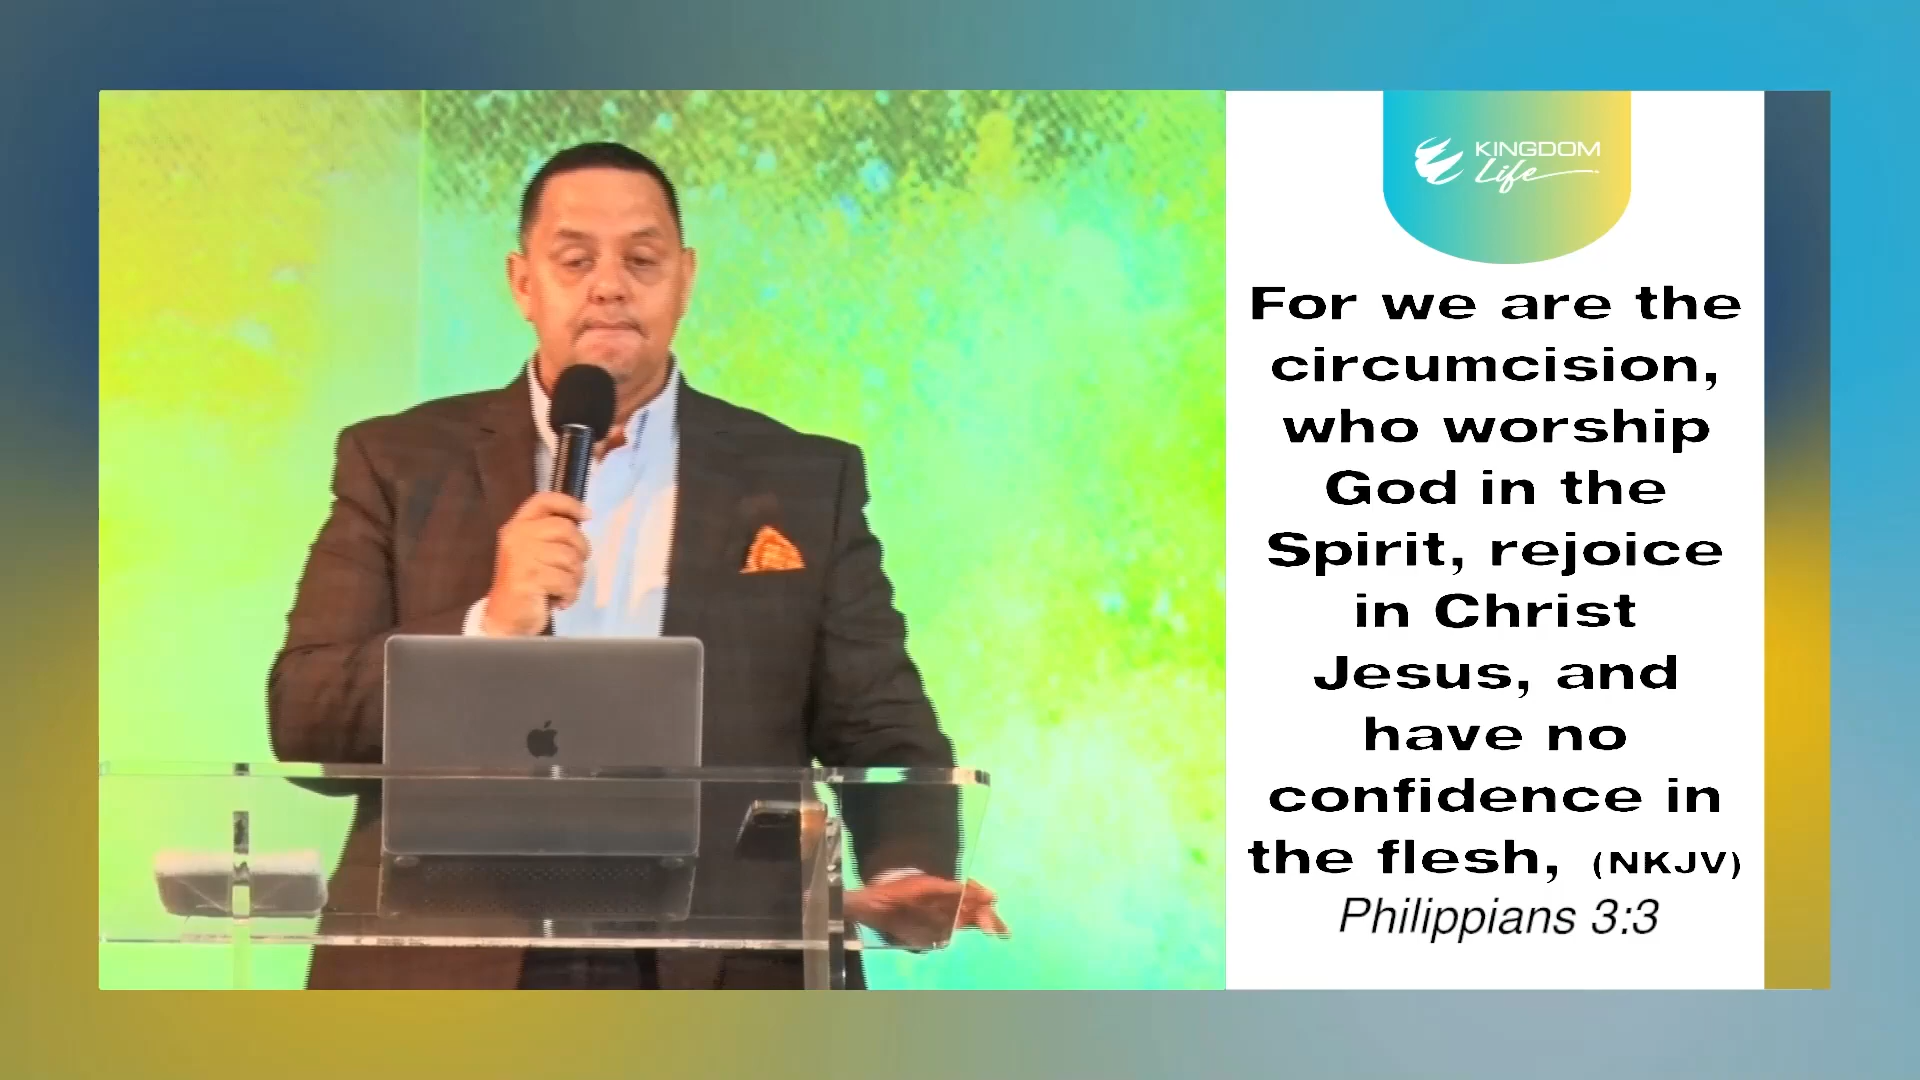 KINGDOM
Life
For we are the
circumcision,
who worship
God in the
Spirit, rejoice
in Christ
Jesus, and
have no
confidence in
the flesh, (NKJV)
Philippians 3:3